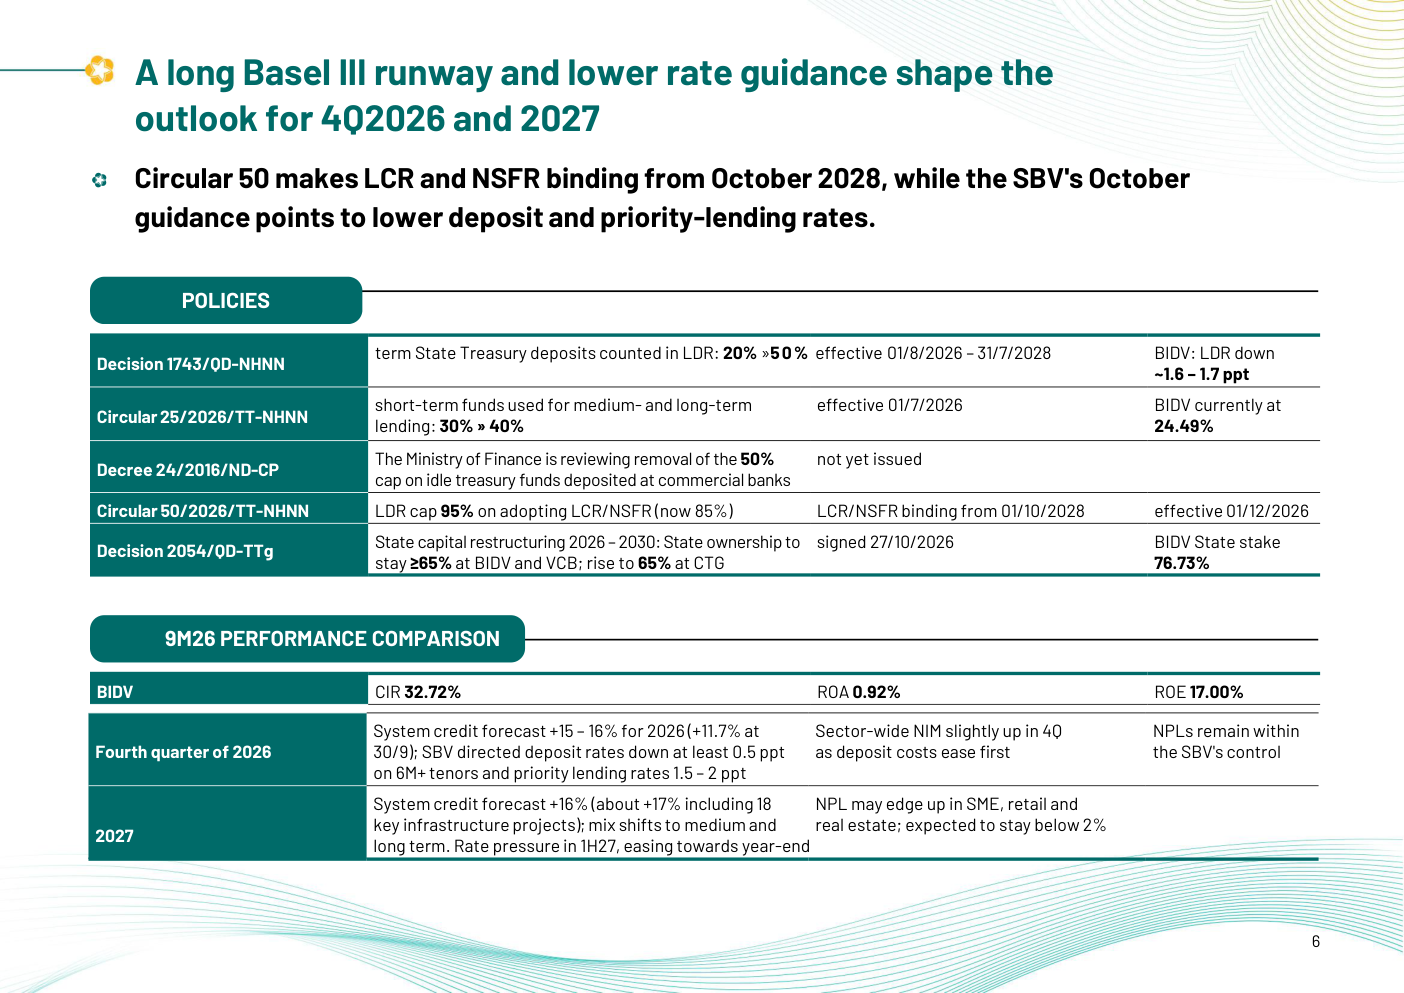 A long Basel III runway and lower rate guidance shape the
outlook for 4Q2026 and 2027
Circular 50 makes LCR and NSFR binding from October 2028, while the SBV's October
guidance points to lower deposit and priority-lending rates.
POLICIES
Decision 1743/QD-NHNN
term State Treasury deposits counted in LDR: 20% »50%
effective 01/8/2026 – 31/7/2028
BIDV: LDR down
~1.6 – 1.7 ppt
Circular 25/2026/TT-NHNN
short-term funds used for medium- and long-term
lending: 30% » 40%
effective 01/7/2026
BIDV currently at
24.49%
Decree 24/2016/ND-CP
The Ministry of Finance is reviewing removal of the 50%
cap on idle treasury funds deposited at commercial banks
not yet issued
Circular 50/2026/TT-NHNN
LDR cap 95% on adopting LCR/NSFR (now 85%)
LCR/NSFR binding from 01/10/2028
effective 01/12/2026
Decision 2054/QD-TTg
State capital restructuring 2026 – 2030: State ownership to
stay ≥65% at BIDV and VCB; rise to 65% at CTG
signed 27/10/2026
BIDV State stake
76.73%
9M26 PERFORMANCE COMPARISON
BIDV
CIR 32.72%
ROA 0.92%
ROE 17.00%
Fourth quarter of 2026
System credit forecast +15 – 16% for 2026 (+11.7% at
30/9); SBV directed deposit rates down at least 0.5 ppt
on 6M+ tenors and priority lending rates 1.5 – 2 ppt
Sector-wide NIM slightly up in 4Q
as deposit costs ease first
NPLs remain within
the SBV's control
2027
System credit forecast +16% (about +17% including 18
key infrastructure projects); mix shifts to medium and
long term. Rate pressure in 1H27, easing towards year-end
NPL may edge up in SME, retail and
real estate; expected to stay below 2%
6